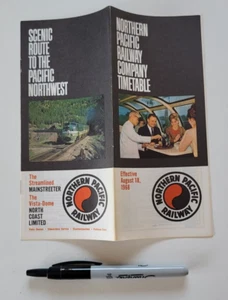 SCENIC
ROUTE
TO THE
PACIFIC
NORTHWEST
The
Streamlined
MAINSTREETER
The
Vista-Dome
NORTH
COAST
LIMITED
NORTHERN PACIFIC
RAILWAY
NORTHERN
PACIFIC
RAILWAY
COMPANY
TIMETABLE
Effective
August 18,
1968
NORTHERN PACIFIC
RAILWAY